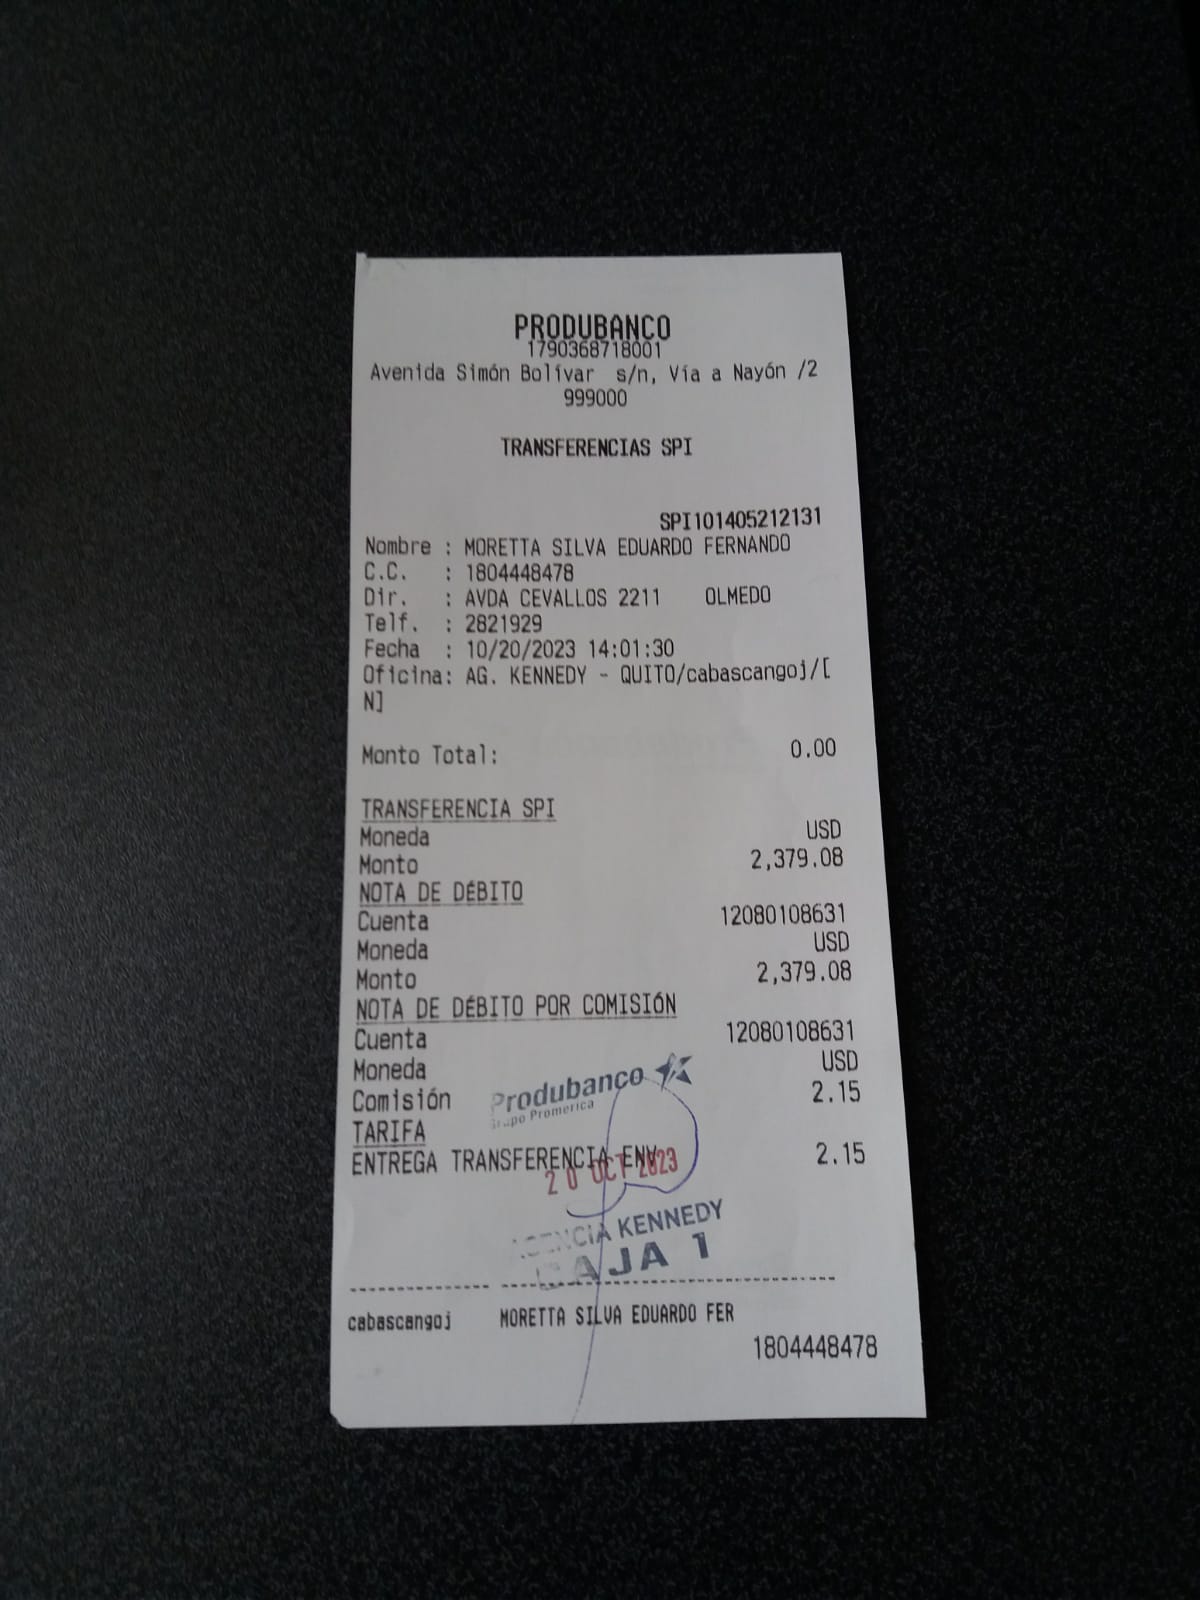 PRODUBANCO
1790368718001
Avenida Simón Bolívar s/n, Vía a Nayón /2
999000
TRANSFERENCIAS SPI
SPI101405212131
Nombre : MORETTA SILVA EDUARDO FERNANDO
C.C. : 1804448478
Dir. : AVDA CEVALLOS 2211 OLMEDO
Telf. : 2821929
Fecha : 10/20/2023 14:01:30
Oficina: AG. KENNEDY - QUITO/cabascangoj/[
N]
Monto Total: 0.00
TRANSFERENCIA SPI
Moneda USD
Monto 2,379.08
NOTA DE DÉBITO
Cuenta 12080108631
Moneda USD
Monto 2,379.08
NOTA DE DÉBITO POR COMISIÓN
Cuenta 12080108631
Moneda USD
Comisión 2.15
Produbanco
Grupo Promerica
TARIFA
ENTREGA TRANSFERENCIA ENV 2.15
20 OCT 2023
AGENCIA KENNEDY
CAJA 1
cabascangoj MORETTA SILVA EDUARDO FER
1804448478